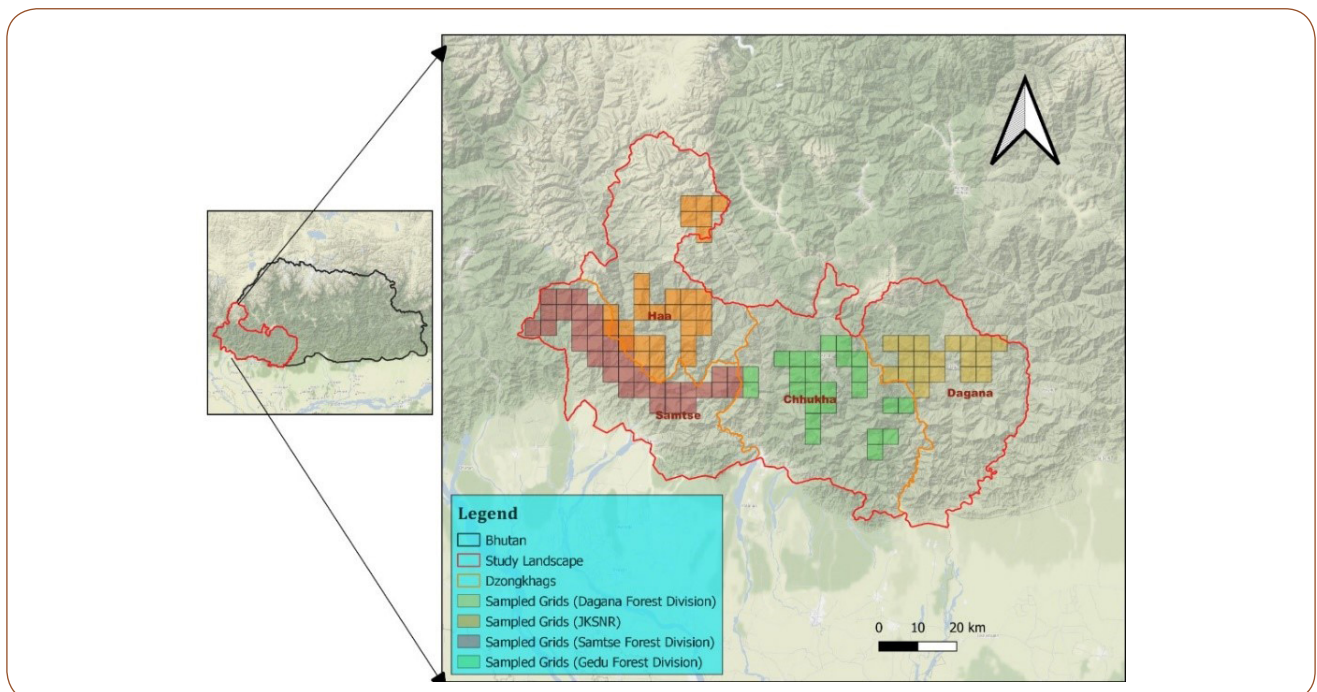 Haa
Samtse
Chhukha
Dagana
Legend
Bhutan
Study Landscape
Dzongkhags
Sampled Grids (Dagana Forest Division)
Sampled Grids (JKSNR)
Sampled Grids (Samtse Forest Division)
Sampled Grids (Gedu Forest Division)
0 10 20 km